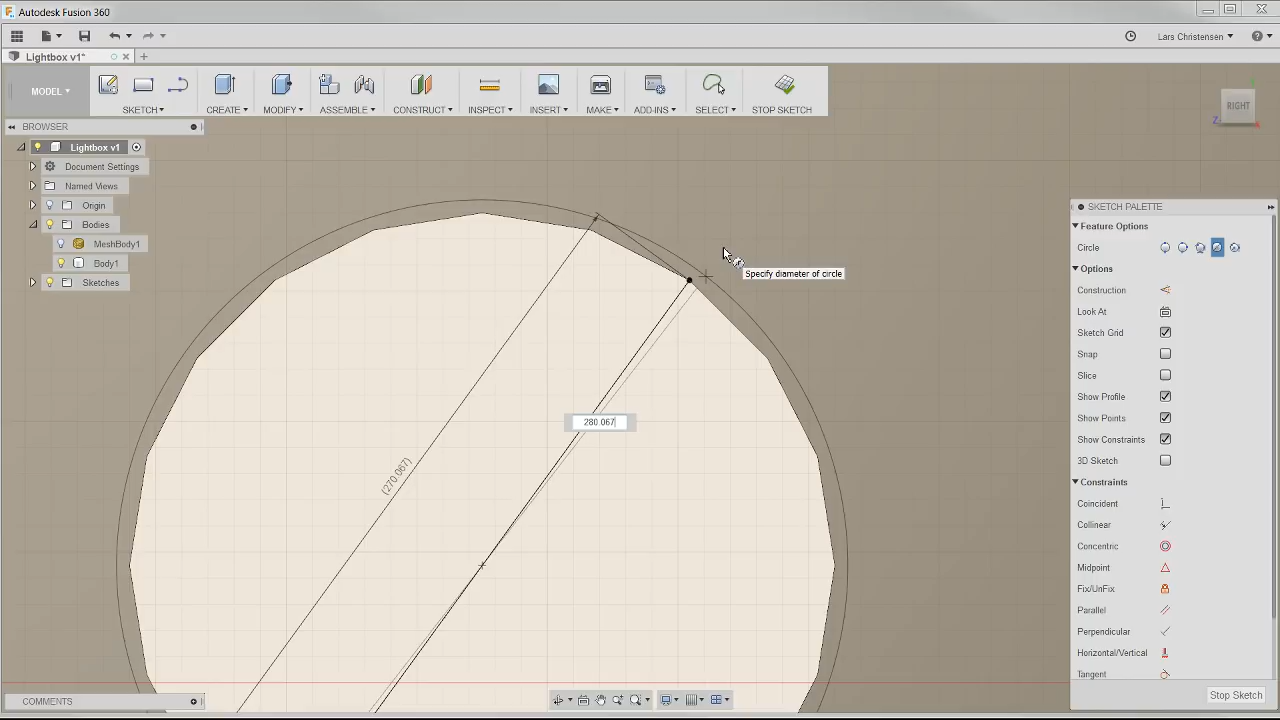 Autodesk Fusion 360
Lars Christensen
Lightbox v1*
MODEL
SKETCH
CREATE
MODIFY
ASSEMBLE
CONSTRUCT
INSPECT
INSERT
MAKE
ADD-INS
SELECT
STOP SKETCH
BROWSER
Lightbox v1
Document Settings
Named Views
Origin
Bodies
MeshBody1
Body1
Sketches
RIGHT
Z
Specify diameter of circle
280.067
(270.067)
SKETCH PALETTE
Feature Options
Circle
Options
Construction
Look At
Sketch Grid
Snap
Slice
Show Profile
Show Points
Show Constraints
3D Sketch
Constraints
Coincident
Collinear
Concentric
Midpoint
Fix/UnFix
Parallel
Perpendicular
Horizontal/Vertical
Tangent
Stop Sketch
COMMENTS